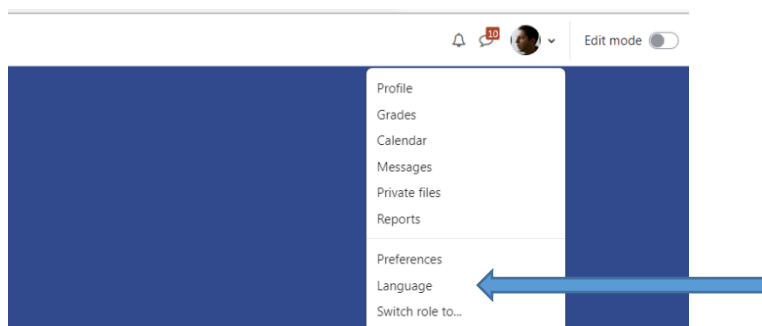 10
Edit mode
Profile
Grades
Calendar
Messages
Private files
Reports
Preferences
Language
Switch role to...